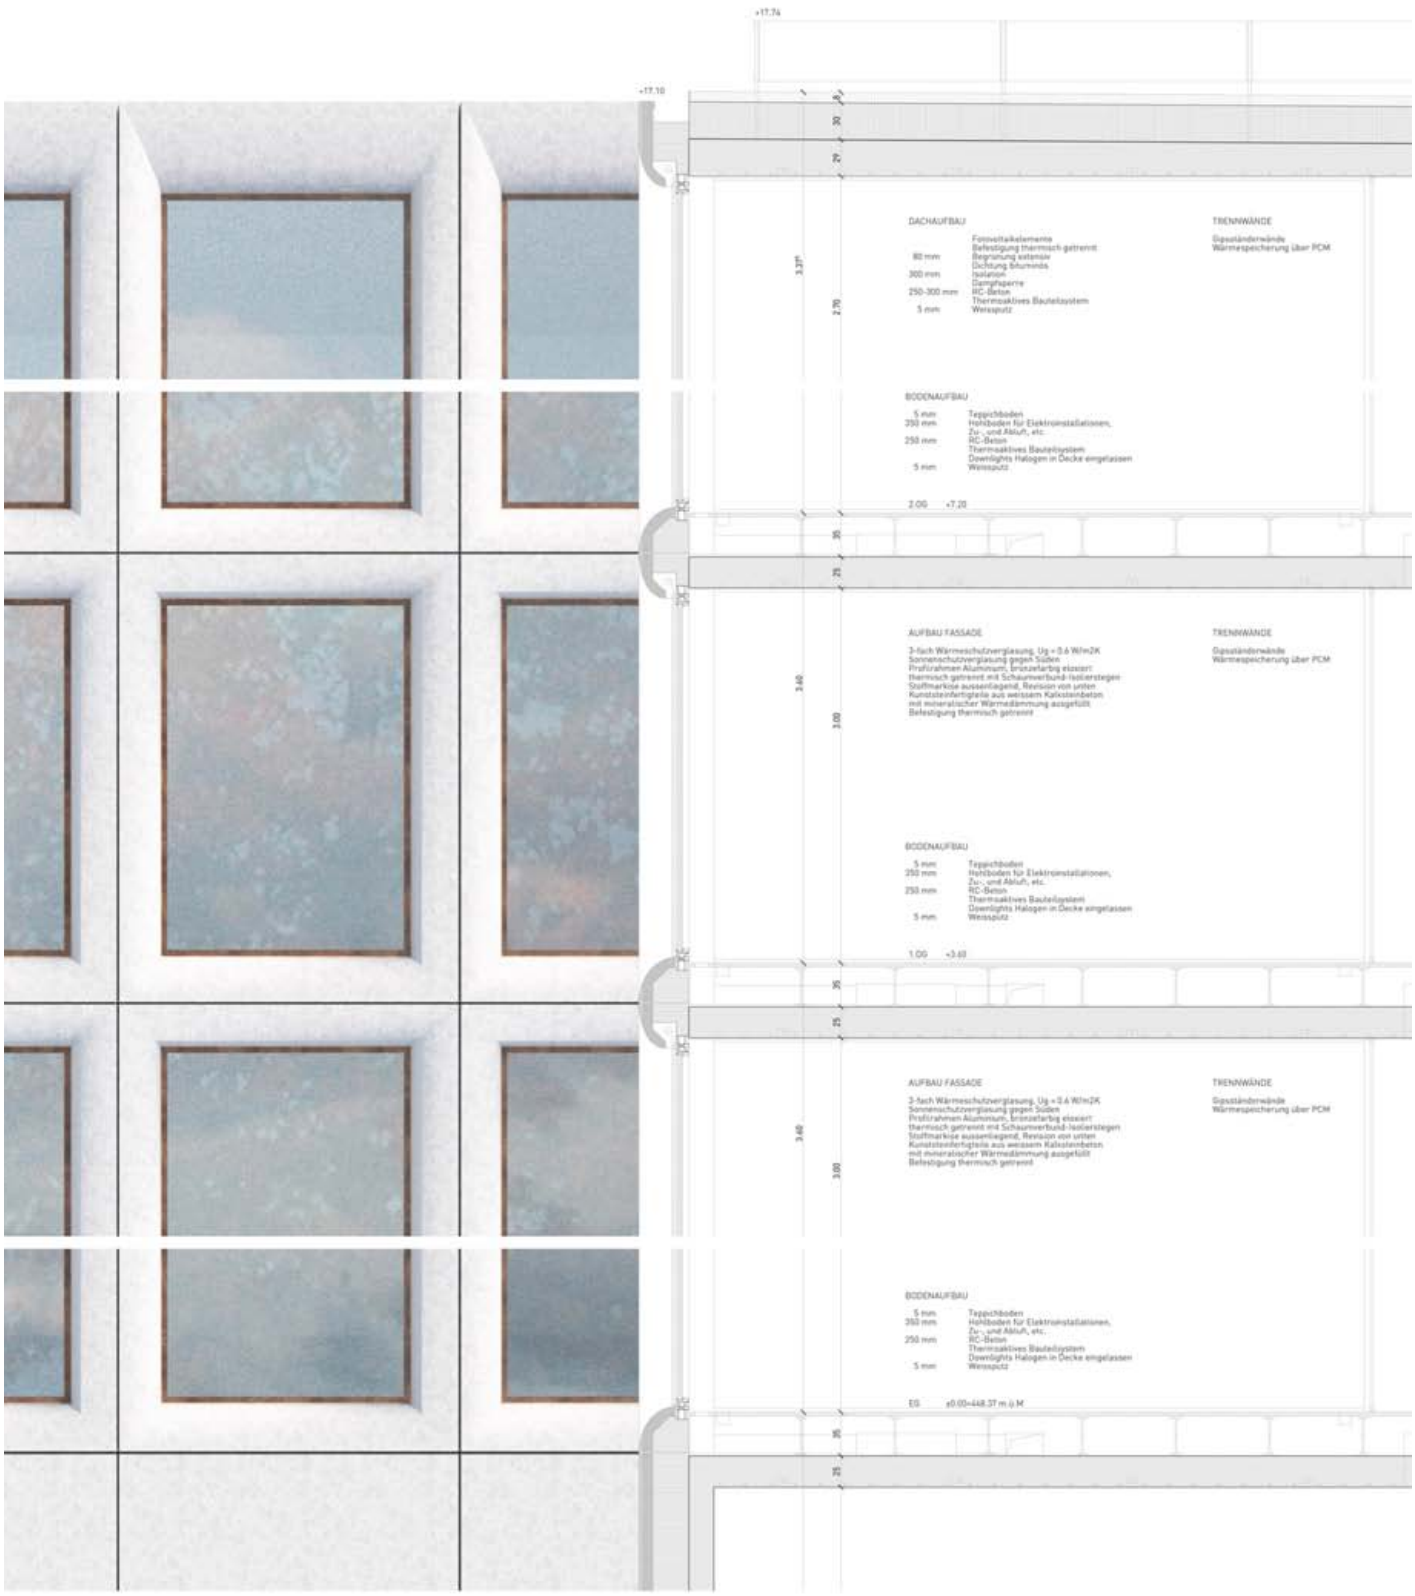 +17.74
+17.10
8
30
29
DACHAUFBAU
Fotovoltaikelemente
Befestigung thermisch getrennt
80 mm Begrünung extensiv
Dichtung bituminös
300 mm Isolation
Dampfsperre
250-300 mm RC-Beton
Thermoaktives Bauteilsystem
5 mm Weissputz
TRENNWÄNDE
Gipsständerwände
Wärmespeicherung über PCM
2.70
BODENAUFBAU
5 mm Teppichboden
350 mm Hohlboden für Elektroinstallationen,
Zu-, und Abluft, etc.
250 mm RC-Beton
Thermoaktives Bauteilsystem
Downlights Halogen in Decke eingelassen
5 mm Weissputz
2.OG +7.20
35
25
AUFBAU FASSADE
3-fach Wärmeschutzverglasung, Ug = 0.6 W/m2K
Sonnenschutzverglasung gegen Süden
Profilrahmen Aluminium, bronzefarbig eloxiert
thermisch getrennt mit Schaumverbund-Isolierstegen
Stoffmarkise aussenliegend, Revision von unten
Kunststeinfertigteile aus weissem Kalksteinbeton
mit mineralischer Wärmedämmung ausgefüllt
Befestigung thermisch getrennt
TRENNWÄNDE
Gipsständerwände
Wärmespeicherung über PCM
3.60
3.00
BODENAUFBAU
5 mm Teppichboden
350 mm Hohlboden für Elektroinstallationen,
Zu-, und Abluft, etc.
250 mm RC-Beton
Thermoaktives Bauteilsystem
Downlights Halogen in Decke eingelassen
5 mm Weissputz
1.OG +3.60
35
25
AUFBAU FASSADE
3-fach Wärmeschutzverglasung, Ug = 0.6 W/m2K
Sonnenschutzverglasung gegen Süden
Profilrahmen Aluminium, bronzefarbig eloxiert
thermisch getrennt mit Schaumverbund-Isolierstegen
Stoffmarkise aussenliegend, Revision von unten
Kunststeinfertigteile aus weissem Kalksteinbeton
mit mineralischer Wärmedämmung ausgefüllt
Befestigung thermisch getrennt
TRENNWÄNDE
Gipsständerwände
Wärmespeicherung über PCM
3.60
3.00
BODENAUFBAU
5 mm Teppichboden
350 mm Hohlboden für Elektroinstallationen,
Zu-, und Abluft, etc.
250 mm RC-Beton
Thermoaktives Bauteilsystem
Downlights Halogen in Decke eingelassen
5 mm Weissputz
EG ±0.00=448.37 m.ü.M
35
25